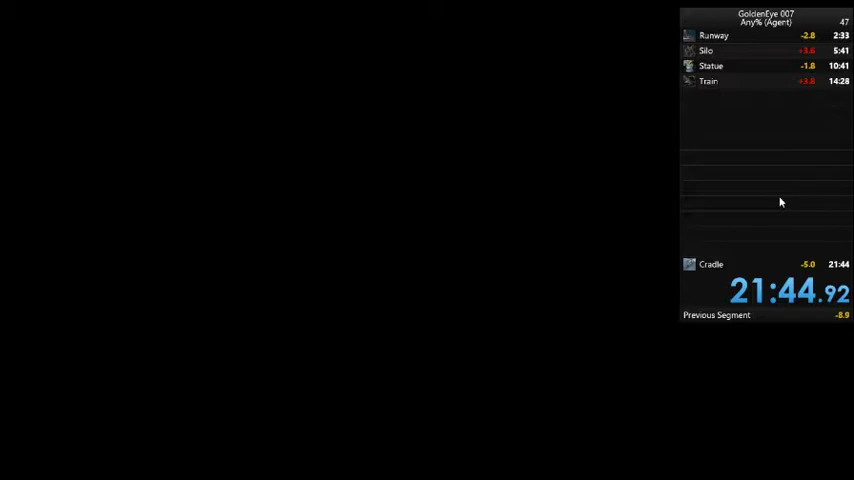 GoldenEye 007
Any% (Agent) 47
Runway -2.8 2:33
Silo +3.6 5:41
Statue -1.8 10:41
Train +3.8 14:28
Cradle -5.0 21:44
21:44.92
Previous Segment -8.9